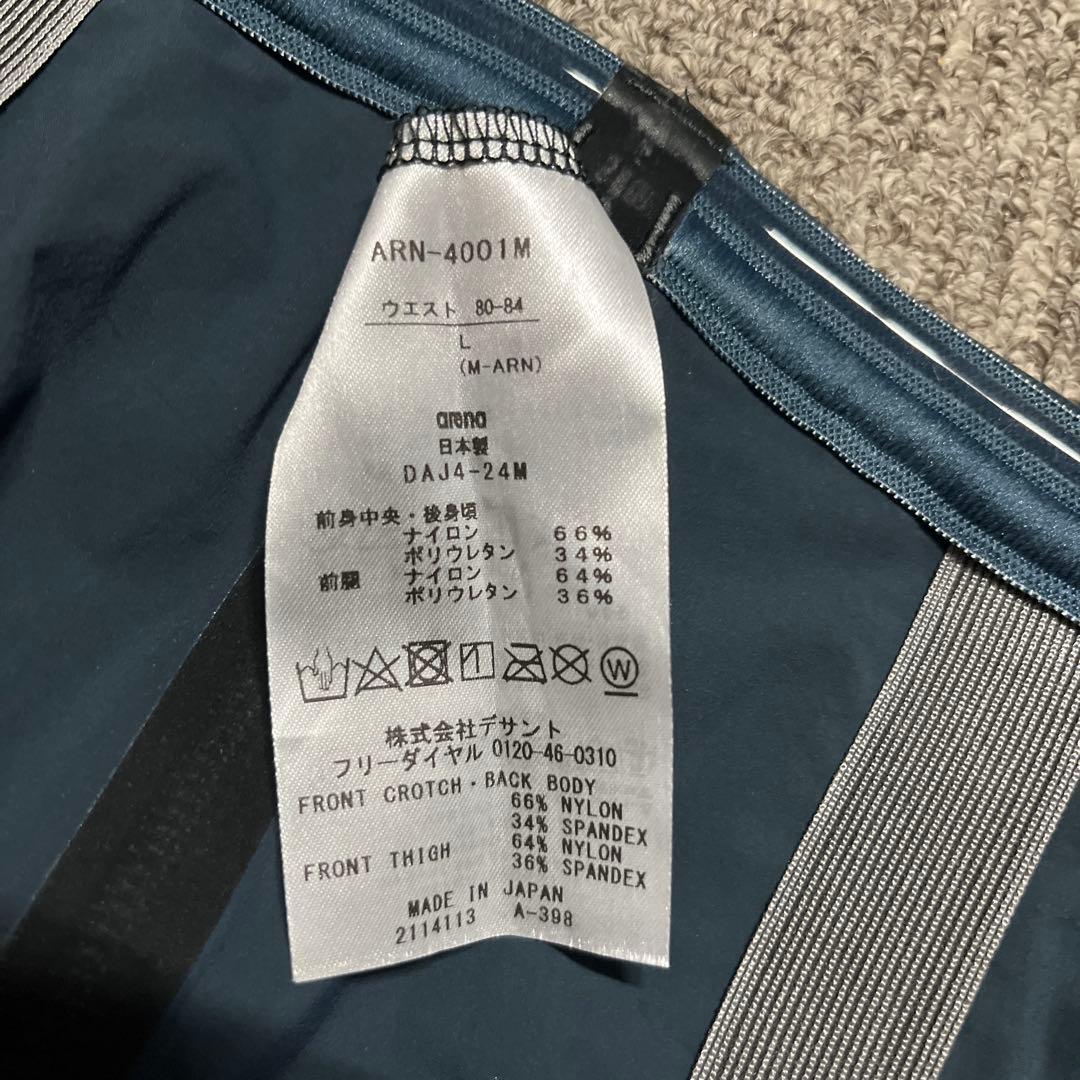 ARN-4001M
ウエスト 80-84
L
(M-ARN)
arena
日本製
DAJ4-24M
前身中央・後身頃
ナイロン 66%
ポリウレタン 34%
前腿 ナイロン 64%
ポリウレタン 36%
W
株式会社デサント
フリーダイヤル 0120-46-0310
FRONT CROTCH・BACK BODY
66% NYLON
34% SPANDEX
FRONT THIGH 64% NYLON
36% SPANDEX
MADE IN JAPAN
2114113 A-398